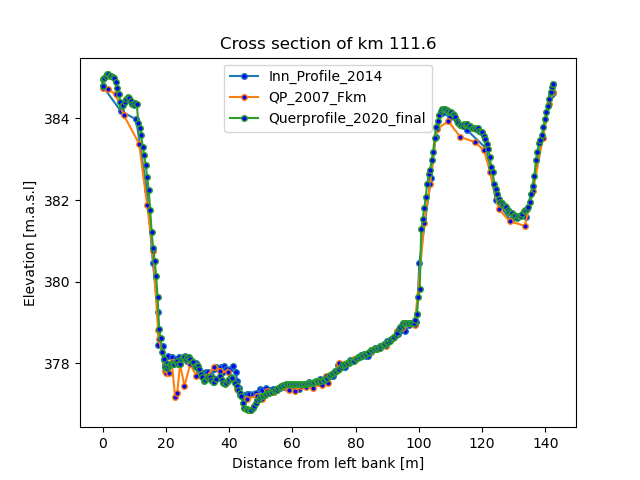 Cross section of km 111.6
Inn_Profile_2014
QP_2007_Fkm
Querprofile_2020_final
Elevation [m.a.s.l]
384
382
380
378
0 20 40 60 80 100 120 140
Distance from left bank [m]